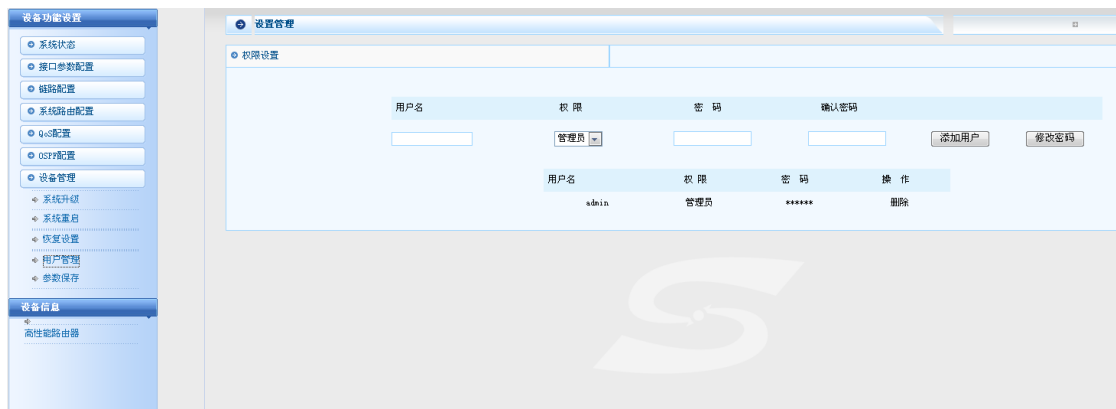 设备功能设置
系统状态
接口参数配置
链路配置
系统路由配置
QoS配置
OSPF配置
设备管理
系统升级
系统重启
恢复设置
用户管理
参数保存
设备信息
高性能路由器
设置管理
权限设置
用户名 权 限 密 码 确认密码
管理员 添加用户 修改密码
用户名 权 限 密 码 操 作
admin 管理员 ****** 删除